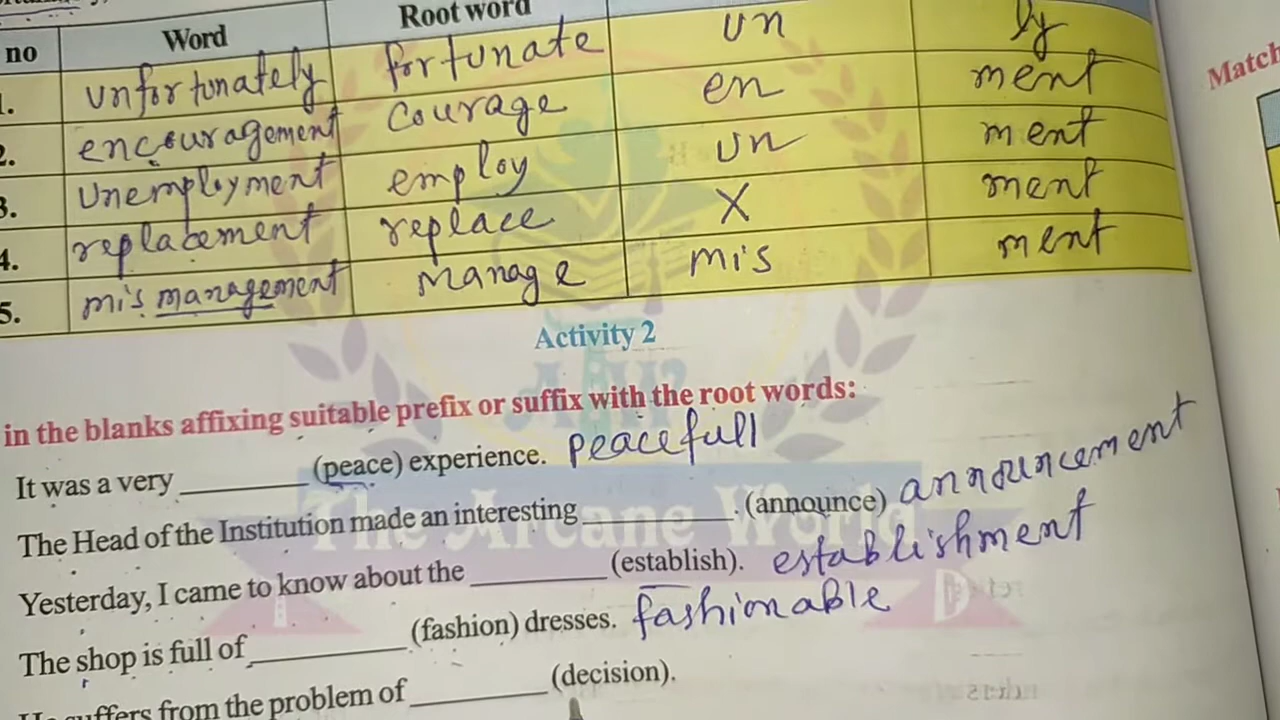 no Word Root word
1. unfortunately fortunate un ly
2. encouragement courage en ment
3. Unemployment employ un ment
4. replacement replace X ment
5. mis management manage mis ment
Activity 2
in the blanks affixing suitable prefix or suffix with the root words:
It was a very ________ (peace) experience. peacefull
The Head of the Institution made an interesting ________. (announce) announcement
Yesterday, I came to know about the ________ (establish). establishment
The shop is full of ________ (fashion) dresses. fashionable
suffers from the problem of ________ (decision).
The Arcane World
Match